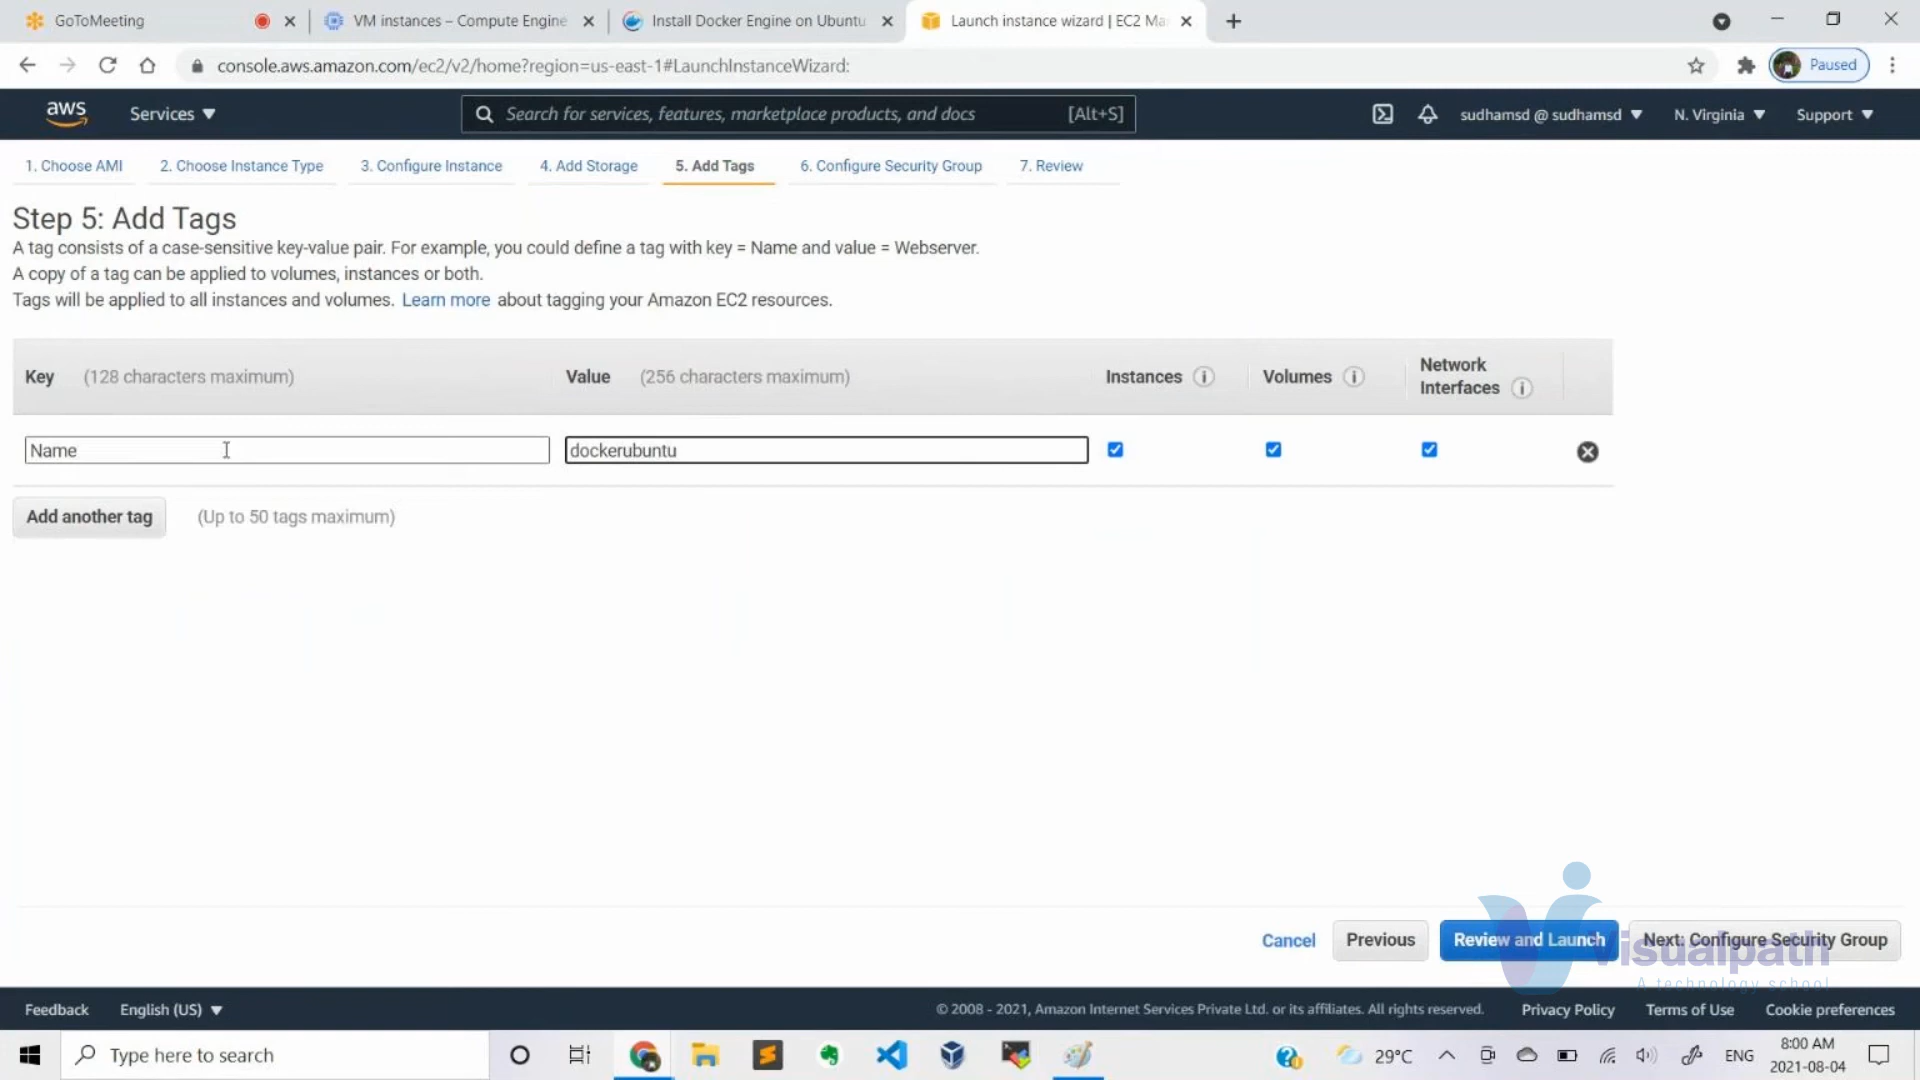 GoToMeeting
VM instances – Compute Engine
Install Docker Engine on Ubuntu
Launch instance wizard | EC2 Ma
console.aws.amazon.com/ec2/v2/home?region=us-east-1#LaunchInstanceWizard:
Paused
aws
Services
Search for services, features, marketplace products, and docs
[Alt+S]
sudhamsd @ sudhamsd
N. Virginia
Support
1. Choose AMI
2. Choose Instance Type
3. Configure Instance
4. Add Storage
5. Add Tags
6. Configure Security Group
7. Review
Step 5: Add Tags
A tag consists of a case-sensitive key-value pair. For example, you could define a tag with key = Name and value = Webserver.
A copy of a tag can be applied to volumes, instances or both.
Tags will be applied to all instances and volumes. Learn more about tagging your Amazon EC2 resources.
Key (128 characters maximum)
Value (256 characters maximum)
Instances
Volumes
Network
Interfaces
Name
dockerubuntu
Add another tag
(Up to 50 tags maximum)
Cancel
Previous
Review and Launch
Next: Configure Security Group
Visualpath
A technology school
Feedback
English (US)
© 2008 - 2021, Amazon Internet Services Private Ltd. or its affiliates. All rights reserved.
Privacy Policy
Terms of Use
Cookie preferences
Type here to search
29°C
ENG
8:00 AM
2021-08-04